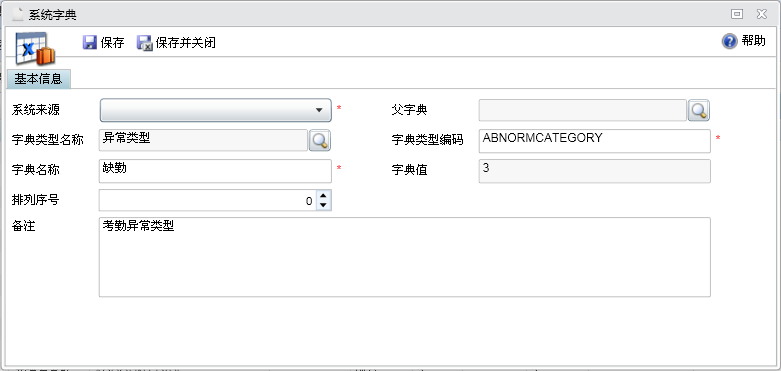 系统字典
保存 保存并关闭 帮助
基本信息
系统来源 * 父字典
字典类型名称 异常类型 字典类型编码 ABNORMCATEGORY *
字典名称 缺勤 * 字典值 3
排列序号 0
备注 考勤异常类型